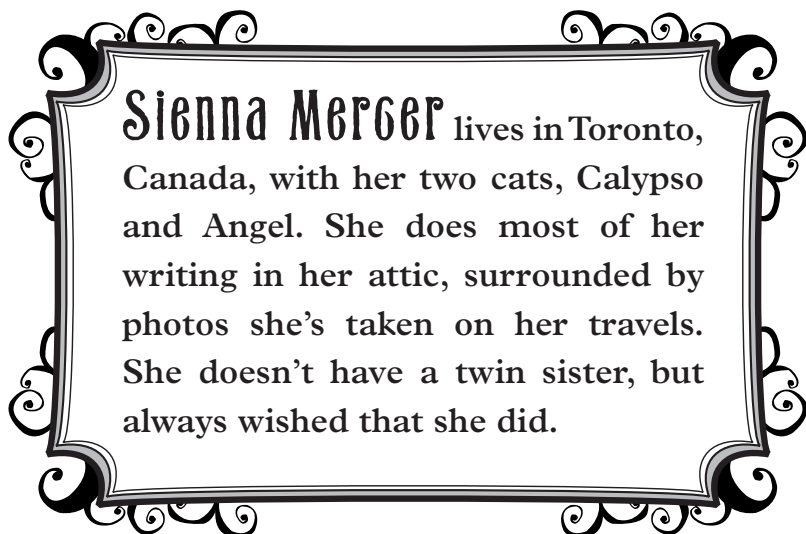 Sienna Mercer lives in Toronto,
Canada, with her two cats, Calypso
and Angel. She does most of her
writing in her attic, surrounded by
photos she’s taken on her travels.
She doesn’t have a twin sister, but
always wished that she did.